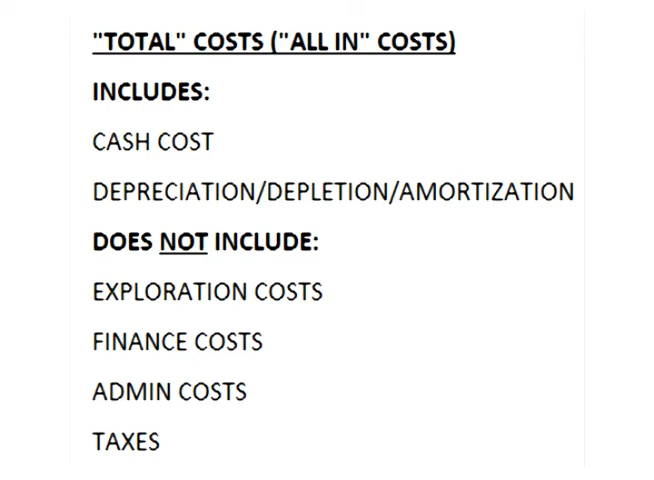 "TOTAL" COSTS ("ALL IN" COSTS)
INCLUDES:
CASH COST
DEPRECIATION/DEPLETION/AMORTIZATION
DOES NOT INCLUDE:
EXPLORATION COSTS
FINANCE COSTS
ADMIN COSTS
TAXES